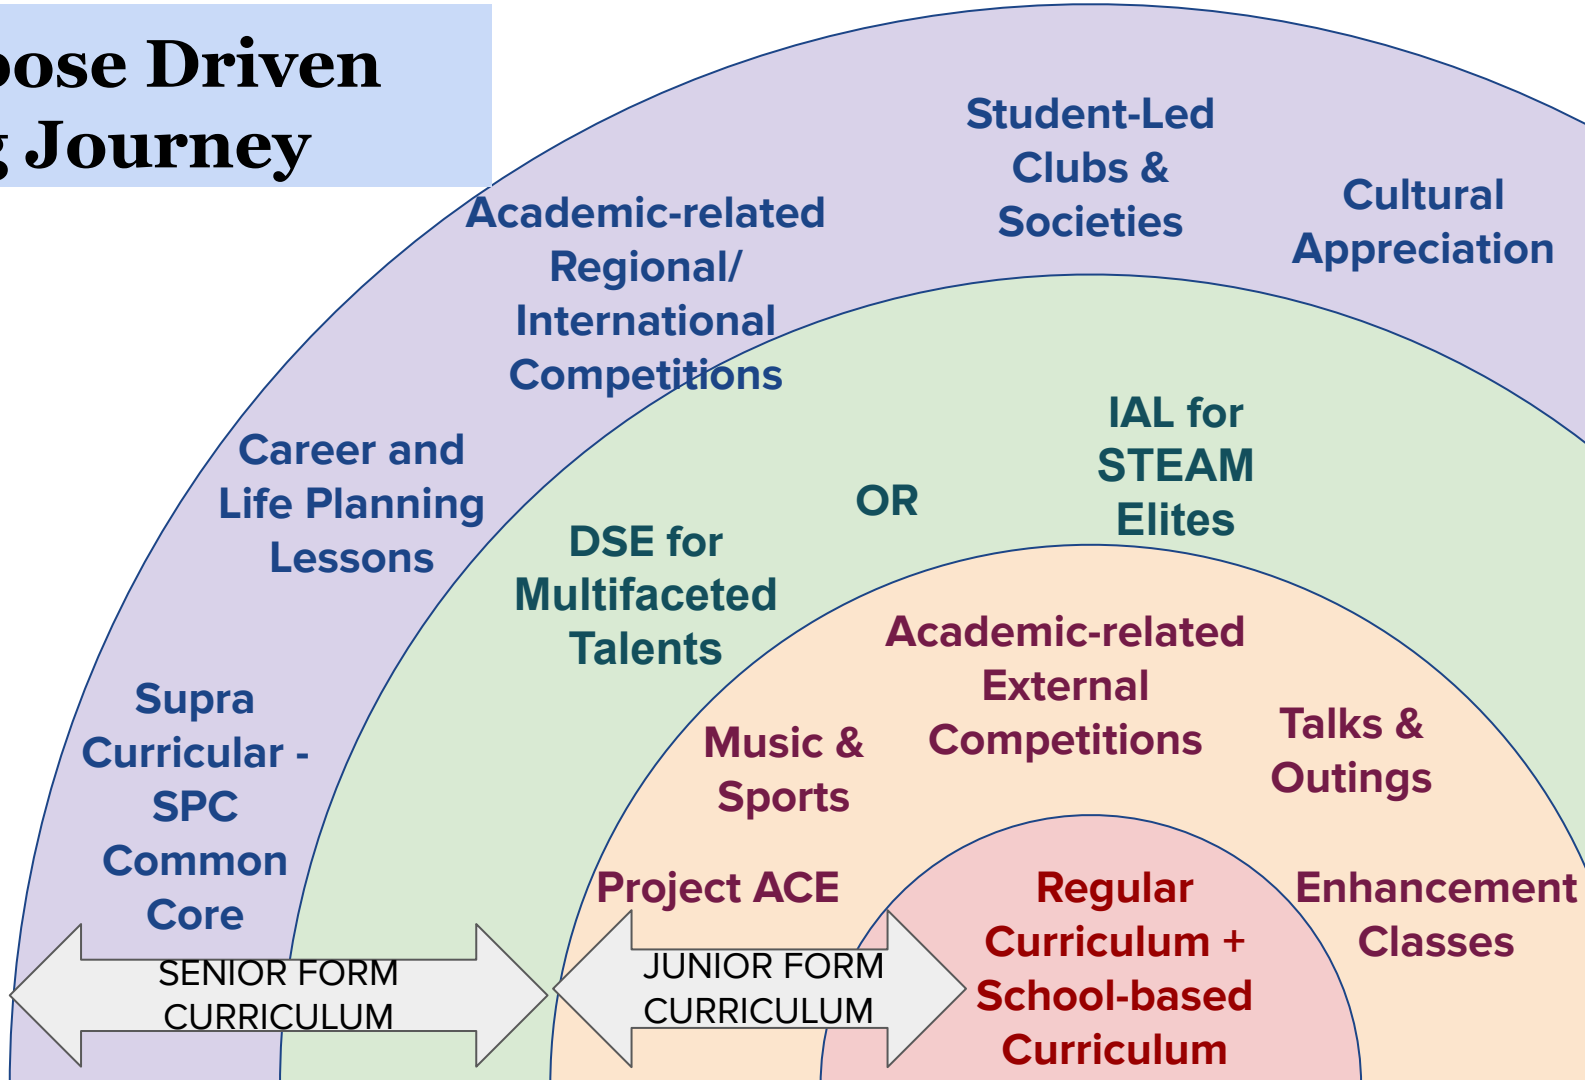 Driven
Journey
Student-Led
Clubs &
Societies
Cultural
Appreciation
Academic-related
Regional/
International
Competitions
Career and
Life Planning
Lessons
Supra
Curricular -
SPC
Common
Core
IAL for
STEAM
Elites
OR
DSE for
Multifaceted
Talents
Academic-related
External
Competitions
Music &
Sports
Talks &
Outings
Project ACE
Enhancement
Classes
Regular
Curriculum +
School-based
Curriculum
SENIOR FORM
CURRICULUM
JUNIOR FORM
CURRICULUM